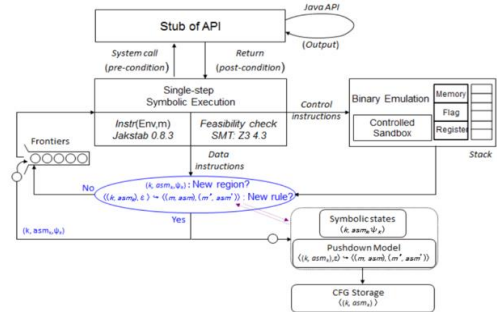 Java API
Stub of API
(Output)
System call
(pre-condition)
Return
(post-condition)
Single-step
Symbolic Execution
Instr(Env,m)
Jakstab 0.8.3
Feasibility check
SMT: Z3 4.3
Control
instructions
Binary Emulation
Controlled
Sandbox
Memory
Flag
Register
Stack
Frontiers
Data
instructions
No
⟨k, asmₖ,ψₖ⟩ : New region?
⟨(k, asmₖ), ε⟩ ↪ ⟨(m, asm), (m", asm')⟩ : New rule?
Yes
(k, asmₖ,ψₖ)
Symbolic states
(k, asmₖ,ψₖ)
Pushdown Model
⟨(k, asmₖ),ε⟩ ↪ ⟨(m, asm), (m", asm')⟩
CFG Storage
⟨(k, asmₖ)⟩